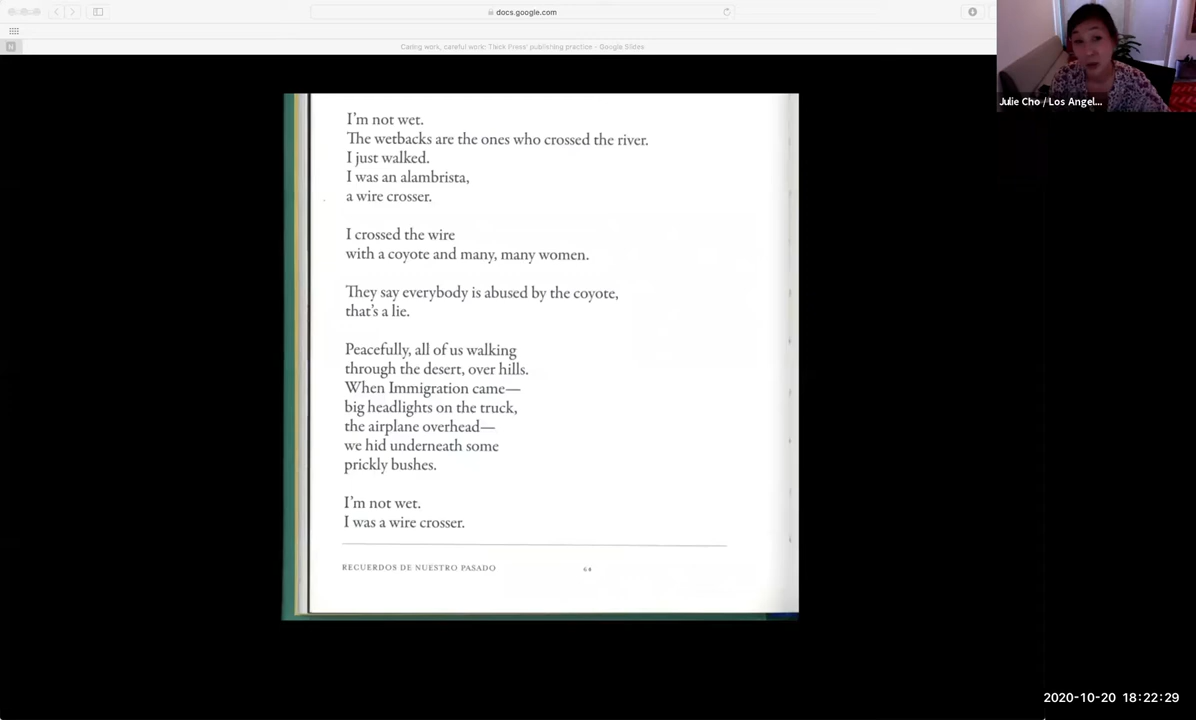 docs.google.com
Caring work, careful work: Thick Press' publishing practice - Google Slides
N
Julie Cho / Los Angel...
I'm not wet.
The wetbacks are the ones who crossed the river.
I just walked.
I was an alambrista,
a wire crosser.
I crossed the wire
with a coyote and many, many women.
They say everybody is abused by the coyote,
that's a lie.
Peacefully, all of us walking
through the desert, over hills.
When Immigration came—
big headlights on the truck,
the airplane overhead—
we hid underneath some
prickly bushes.
I'm not wet.
I was a wire crosser.
RECUERDOS DE NUESTRO PASADO 64
2020-10-20 18:22:29